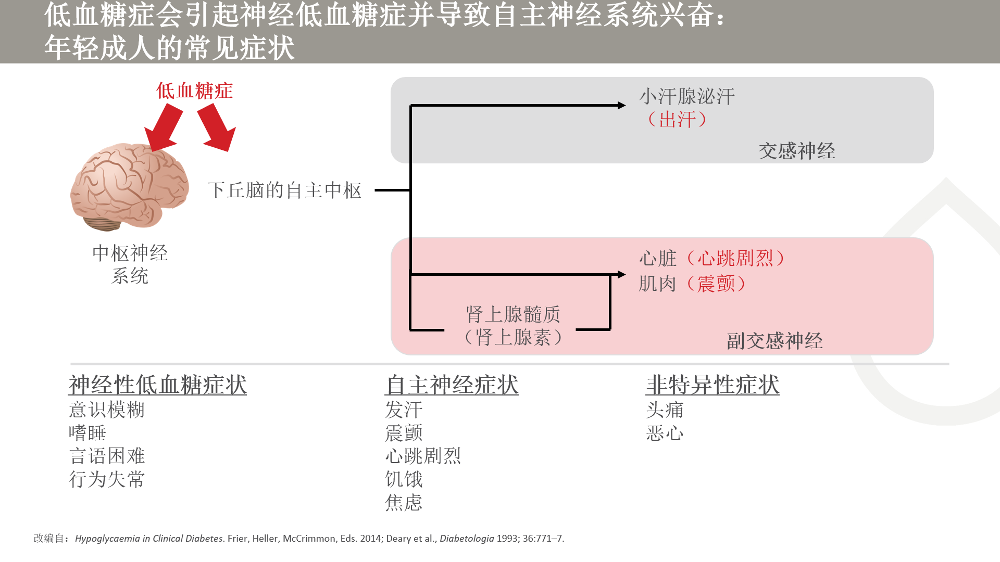 低血糖症会引起神经低血糖症并导致自主神经系统兴奋：
年轻成人的常见症状
低血糖症
小汗腺泌汗
（出汗）
交感神经
下丘脑的自主中枢
中枢神经
系统
心脏（心跳剧烈）
肌肉（震颤）
肾上腺髓质
（肾上腺素）
副交感神经
神经性低血糖症状
意识模糊
嗜睡
言语困难
行为失常
自主神经症状
发汗
震颤
心跳剧烈
饥饿
焦虑
非特异性症状
头痛
恶心
改编自：Hypoglycaemia in Clinical Diabetes. Frier, Heller, McCrimmon, Eds. 2014; Deary et al., Diabetologia 1993; 36:771–7.